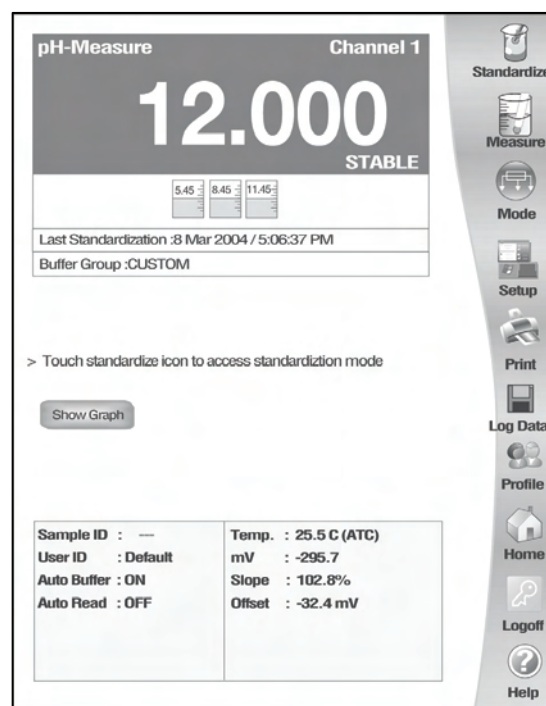 pH-Measure Channel 1
12.000
STABLE
5.45 8.45 11.45
Last Standardization :8 Mar 2004 / 5:06:37 PM
Buffer Group :CUSTOM
> Touch standardize icon to access standardiztion mode
Show Graph
Sample ID : ---
User ID : Default
Auto Buffer : ON
Auto Read : OFF
Temp. : 25.5 C (ATC)
mV : -295.7
Slope : 102.8%
Offset : -32.4 mV
Standardize
Measure
Mode
Setup
Print
Log Data
Profile
Home
Logoff
Help